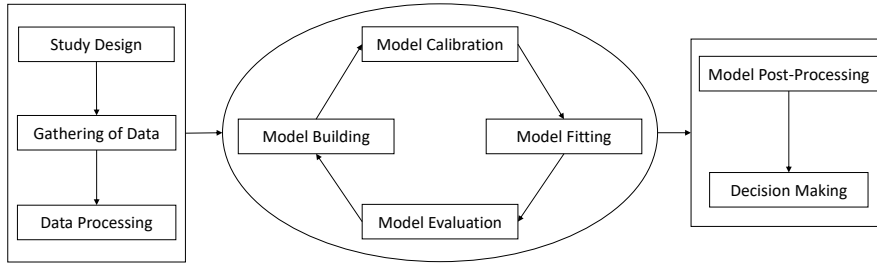 Study Design
Gathering of Data
Data Processing
Model Calibration
Model Building
Model Fitting
Model Evaluation
Model Post-Processing
Decision Making